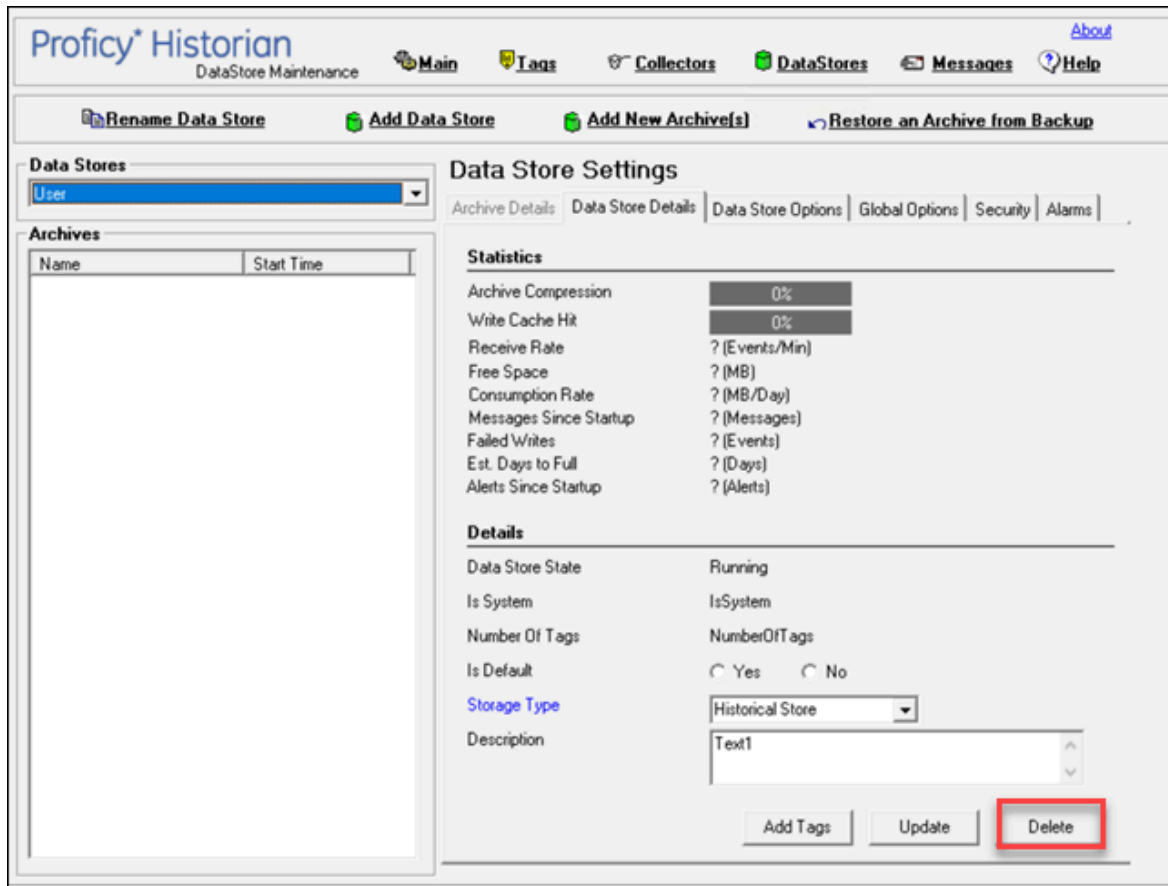 About
Proficy* Historian
DataStore Maintenance
Main Tags Collectors DataStores Messages Help
Rename Data Store Add Data Store Add New Archive(s) Restore an Archive from Backup
Data Stores
User
Archives
Name Start Time
Data Store Settings
Archive Details Data Store Details Data Store Options Global Options Security Alarms
Statistics
Archive Compression 0%
Write Cache Hit 0%
Receive Rate ? (Events/Min)
Free Space ? (MB)
Consumption Rate ? (MB/Day)
Messages Since Startup ? (Messages)
Failed Writes ? (Events)
Est. Days to Full ? (Days)
Alerts Since Startup ? (Alerts)
Details
Data Store State Running
Is System IsSystem
Number Of Tags NumberOfTags
Is Default Yes No
Storage Type Historical Store
Description Text1
Add Tags Update Delete